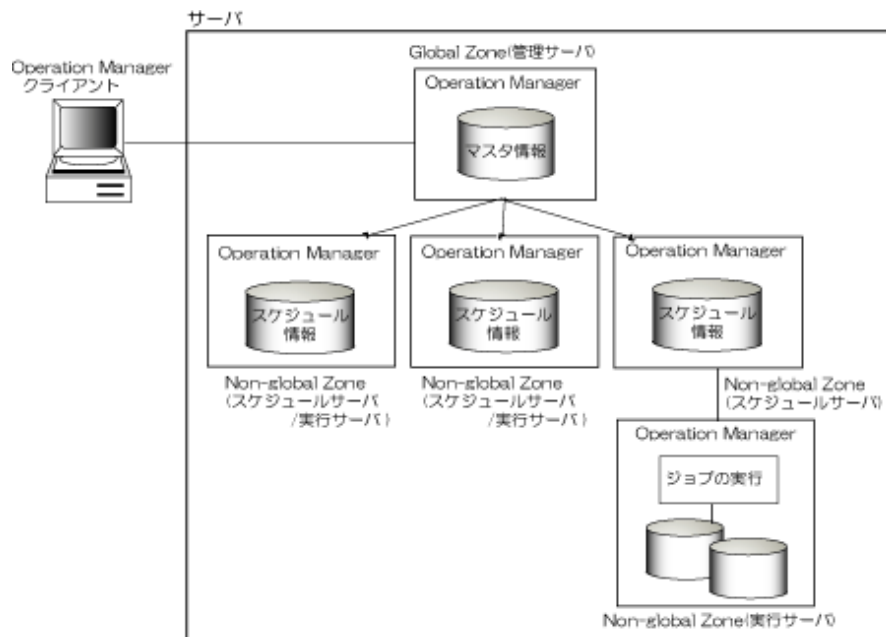 サーバ
Global Zone(管理サーバ)
Operation Manager
クライアント
Operation Manager
マスタ情報
Operation Manager
Operation Manager
Operation Manager
スケジュール
情報
スケジュール
情報
スケジュール
情報
Non-global Zone
(スケジュールサーバ
/実行サーバ)
Non-global Zone
(スケジュールサーバ
/実行サーバ)
Non-global Zone
(スケジュールサーバ)
Operation Manager
ジョブの実行
Non-global Zone(実行サーバ)